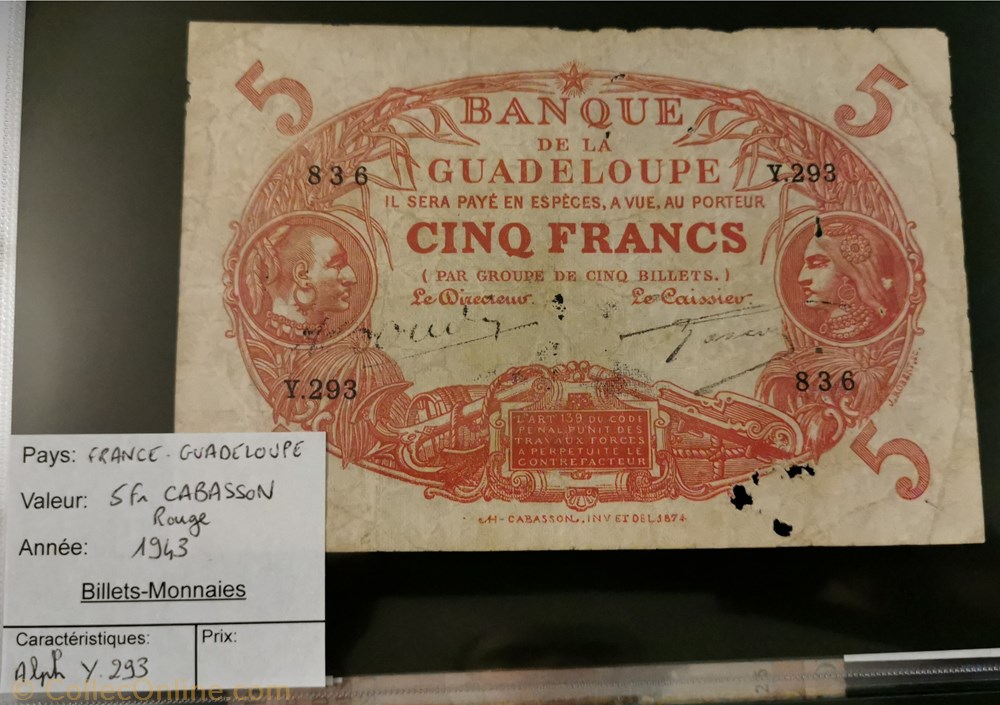 5 5
BANQUE
DE LA
GUADELOUPE
836 Y.293
IL SERA PAYÉ EN ESPÈCES, A VUE, AU PORTEUR
CINQ FRANCS
( PAR GROUPE DE CINQ BILLETS. )
Le Directeur. Le Caissier.
Y.293 836
L'ART 139 DU CODE
PENAL PUNIT DES
TRAVAUX FORCES
A PERPETUITE LE
CONTREFACTEUR
5
H-CABASSON, INV ET DEL 1874
Pays: FRANCE - GUADELOUPE
Valeur: 5 Fr CABASSON
Rouge
Année: 1943
Billets-Monnaies
Caractéristiques: Prix:
Alph Y.293
© CollecOnline.com